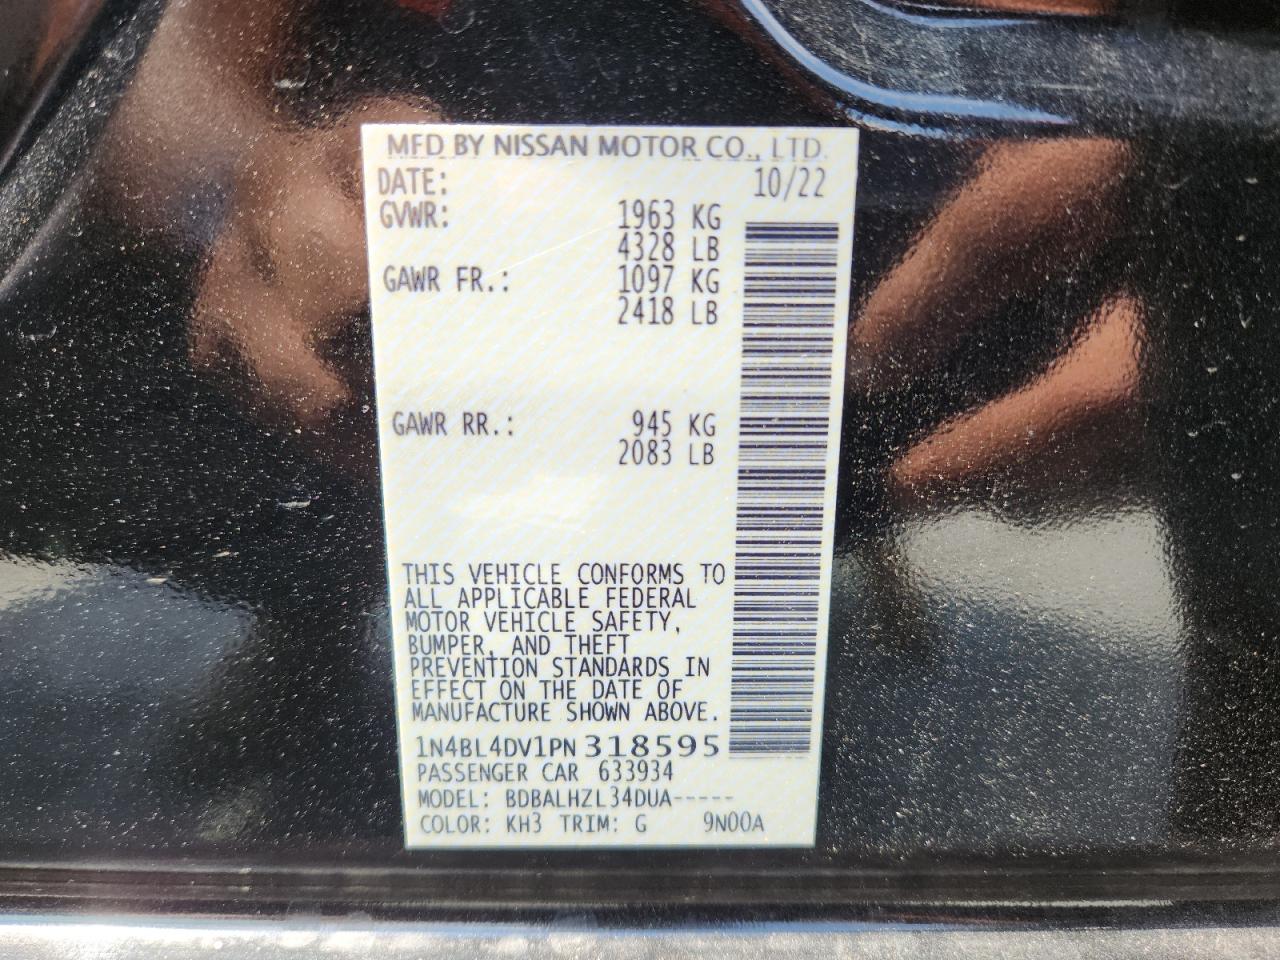 MFD BY NISSAN MOTOR CO., LTD.
DATE: 10/22
GVWR: 1963 KG
4328 LB
GAWR FR.: 1097 KG
2418 LB
GAWR RR.: 945 KG
2083 LB
THIS VEHICLE CONFORMS TO
ALL APPLICABLE FEDERAL
MOTOR VEHICLE SAFETY,
BUMPER, AND THEFT
PREVENTION STANDARDS IN
EFFECT ON THE DATE OF
MANUFACTURE SHOWN ABOVE.
1N4BL4DV1PN318595
PASSENGER CAR 633934
MODEL: BDBALHZL34DUA-----
COLOR: KH3 TRIM: G 9N00A